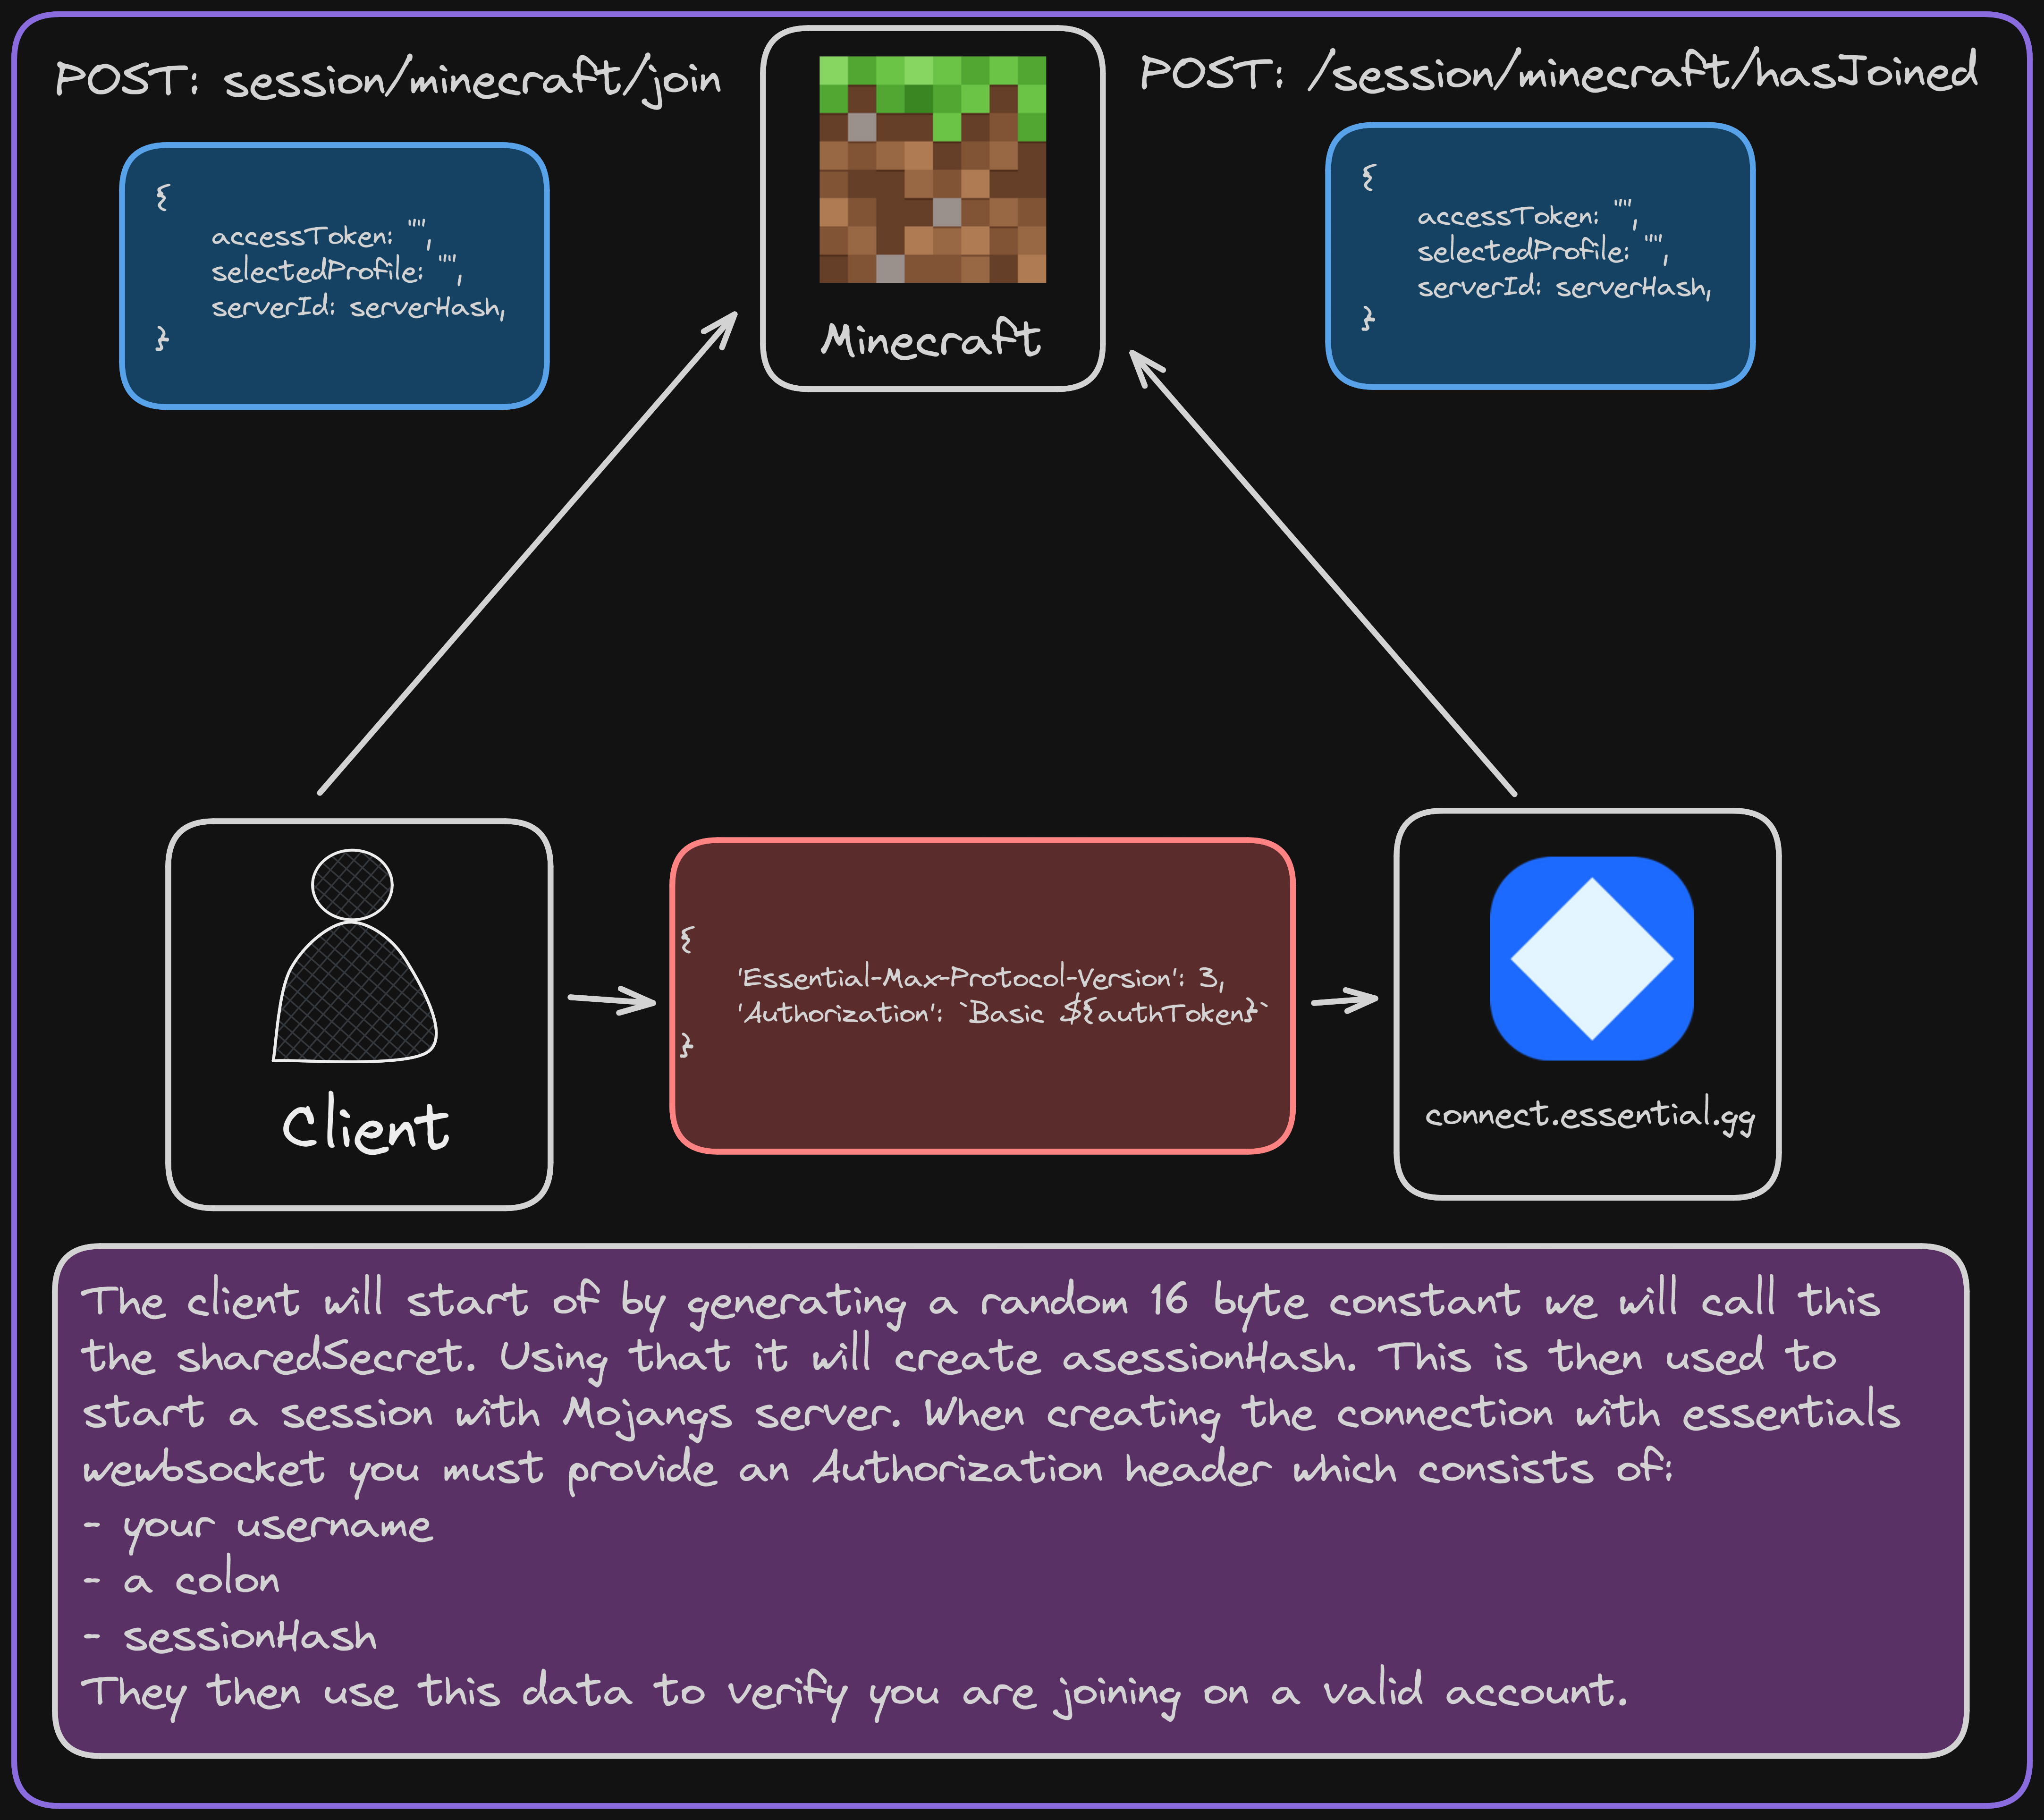 POST: session/minecraft/join
{
accessToken: "",
selectedProfile: "",
serverId: serverHash,
}
Minecraft
POST: /session/minecraft/hasJoined
{
accessToken: "",
selectedProfile: "",
serverId: serverHash,
}
Client
{
'Essential-Max-Protocol-Version': 3,
'Authorization': `Basic ${authToken}`
}
connect.essential.gg
The client will start of by generating a random 16 byte constant we will call this
the sharedSecret. Using that it will create asessionHash. This is then used to
start a session with Mojangs server. When creating the connection with essentials
wewbsocket you must provide an Authorization header which consists of:
- your username
- a colon
- sessionHash
They then use this data to verify you are joining on a valid account.